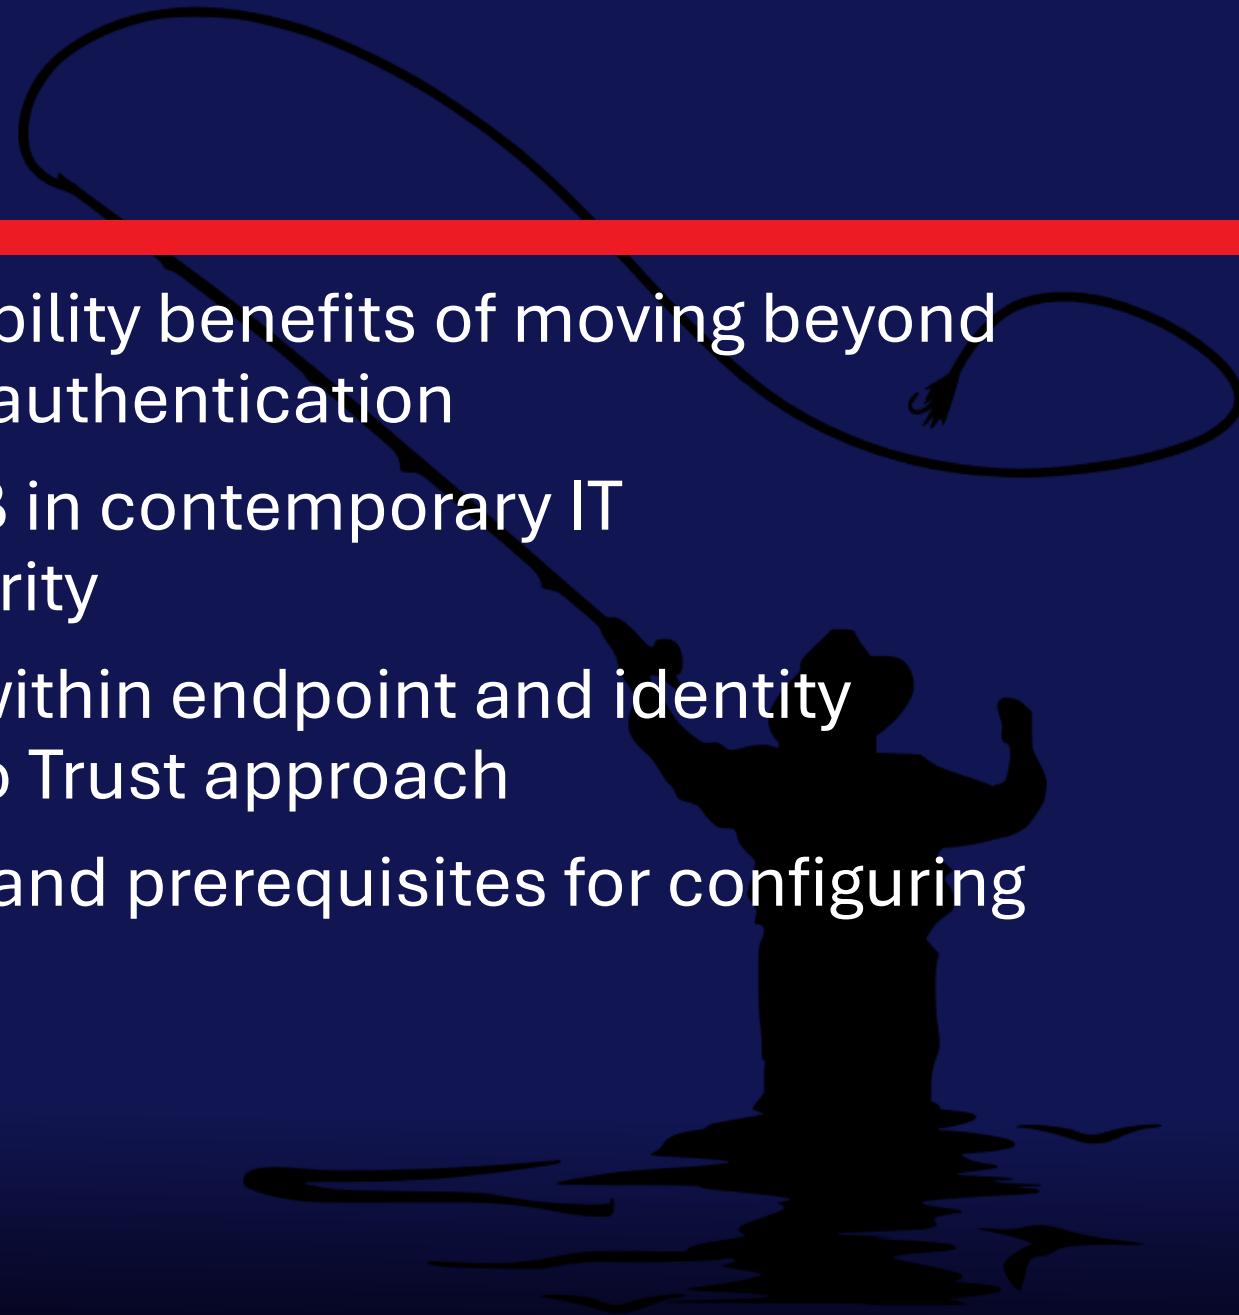 bility benefits of moving beyond
authentication
in contemporary IT
rity
within endpoint and identity
Trust approach
and prerequisites for configuring